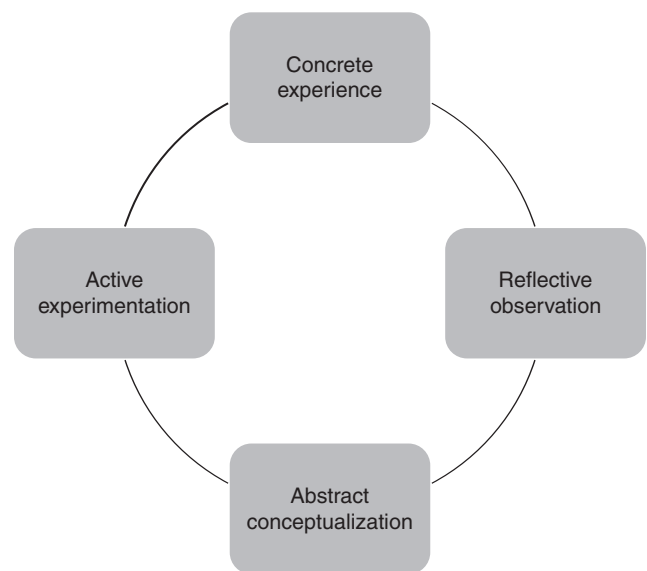 Concrete
experience
Reflective
observation
Abstract
conceptualization
Active
experimentation